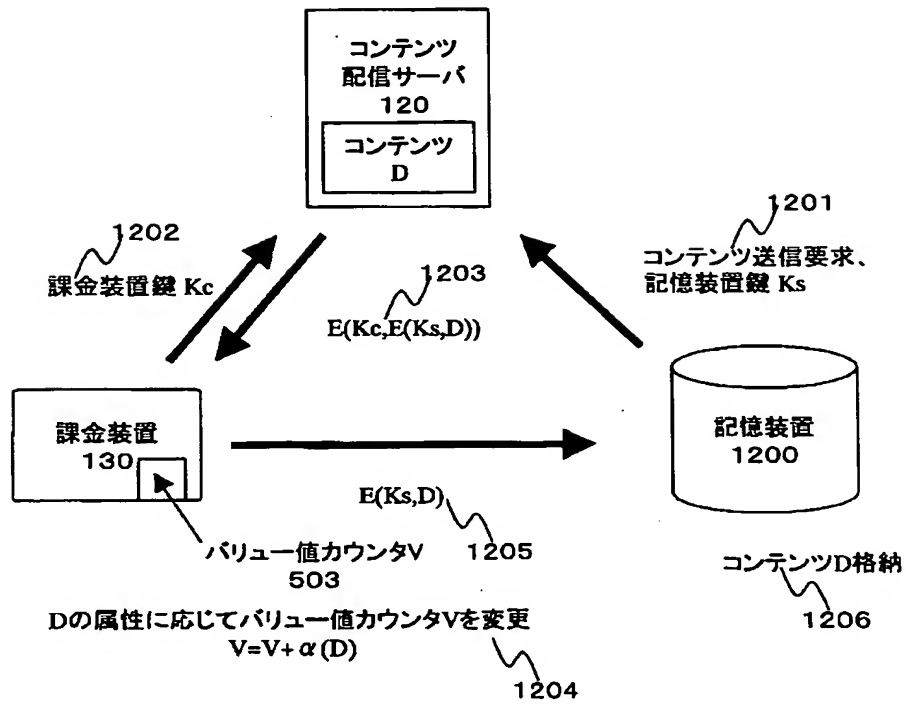 コンテンツ
配信サーバ
120
コンテンツ
D
1201
コンテンツ送信要求、
記憶装置鍵 Ks
1202
課金装置鍵 Kc
1203
E(Kc,E(Ks,D))
課金装置
130
記憶装置
1200
E(Ks,D)
1205
バリュー値カウンタV
503
コンテンツD格納
1206
Dの属性に応じてバリュー値カウンタVを変更
V=V+α(D)
1204